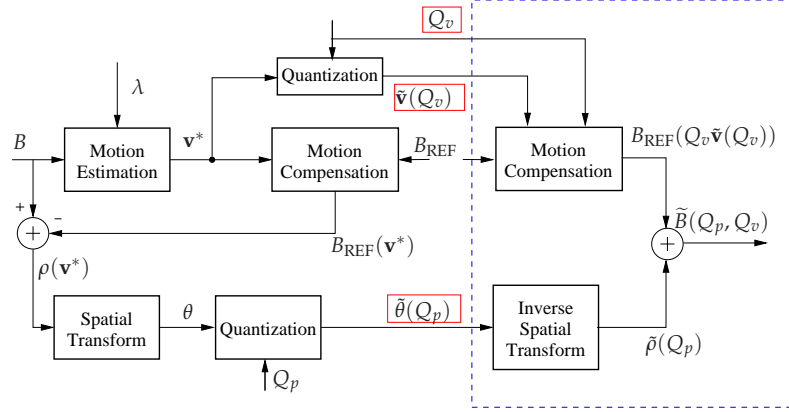 Q_v
Quantization
ṽ(Q_v)
λ
B
Motion
Estimation
v*
Motion
Compensation
B_REF
Motion
Compensation
B_REF(Q_v ṽ(Q_v))
+
−
+
B_REF(v*)
+
B̃(Q_p, Q_v)
ρ(v*)
Spatial
Transform
θ
Quantization
θ̃(Q_p)
Inverse
Spatial
Transform
ρ̃(Q_p)
Q_p